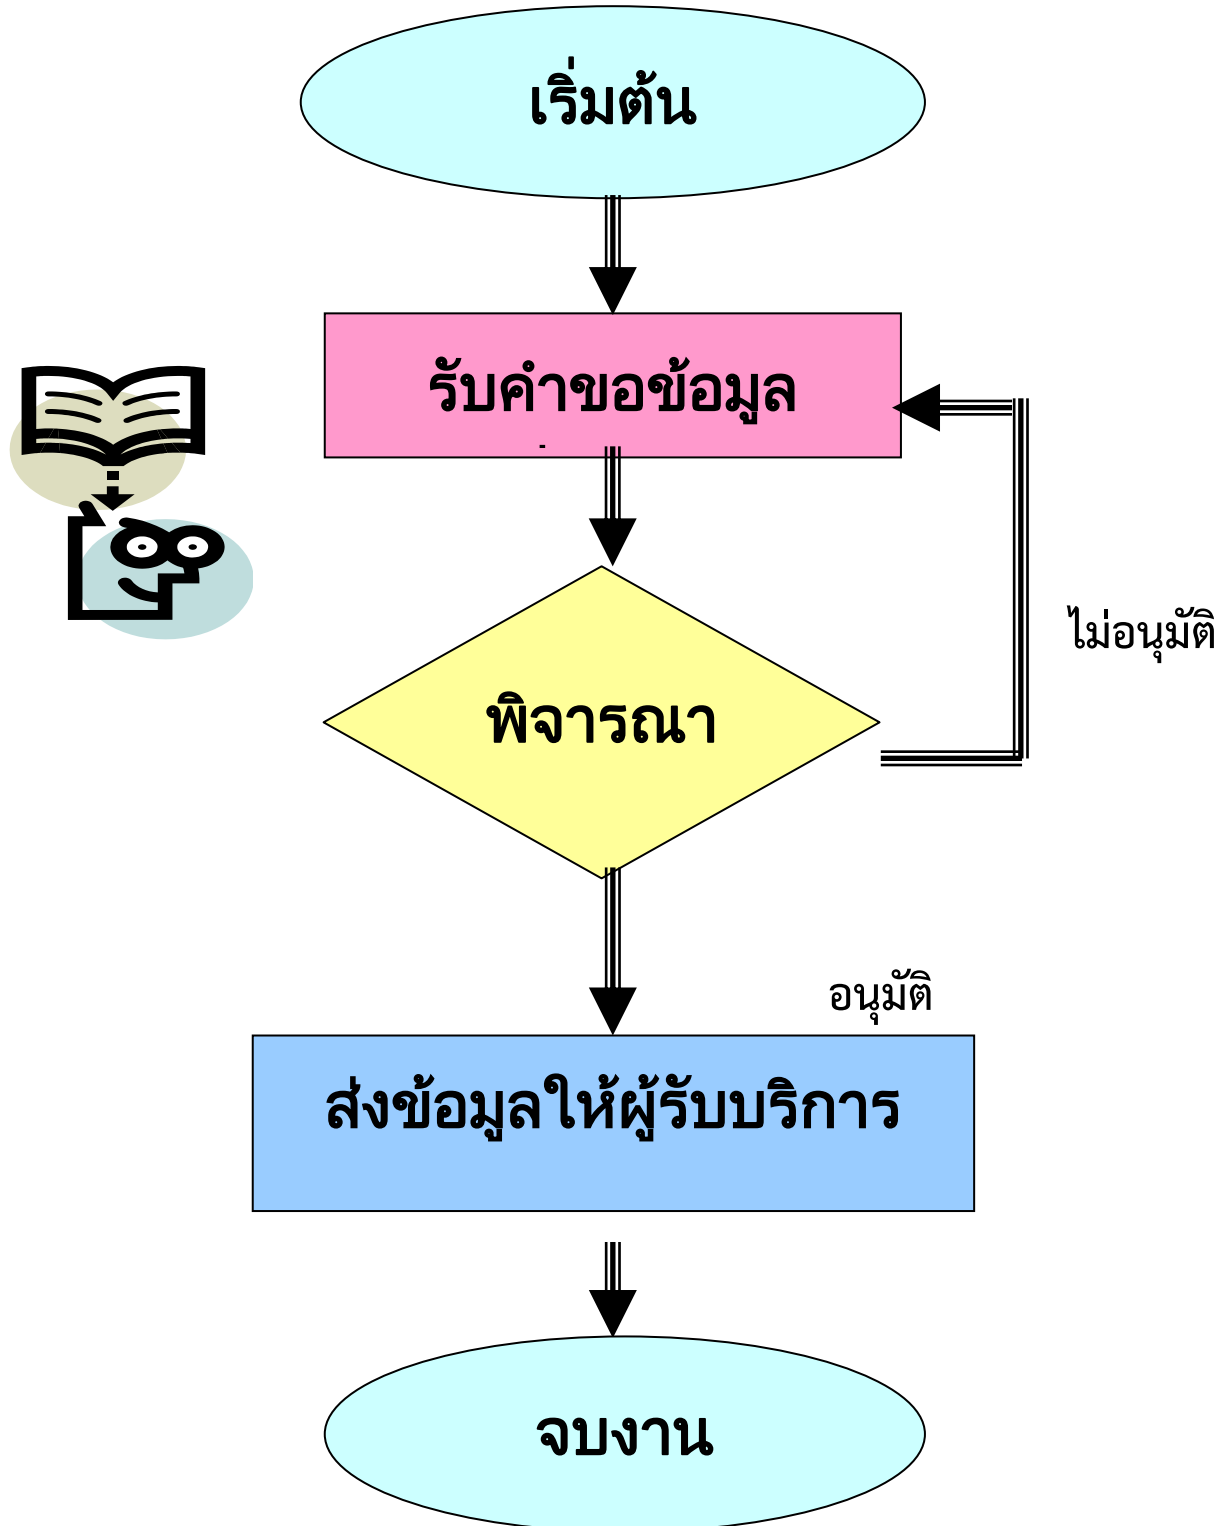 เริ่มต้น
รับคำขอข้อมูล
ไม่อนุมัติ
พิจารณา
อนุมัติ
ส่งข้อมูลให้ผู้รับบริการ
จบงาน